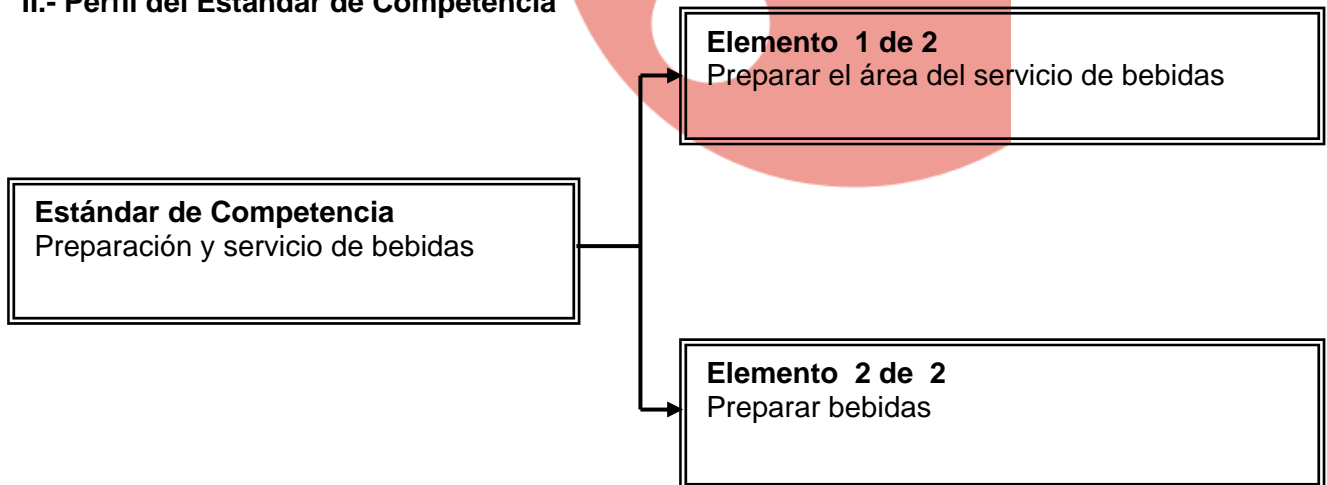 II.- Perfil del Estándar de Competencia
Elemento  1 de 2
Preparar el área del servicio de bebidas
Estándar de Competencia
Preparación y servicio de bebidas
Elemento  2 de  2
Preparar bebidas